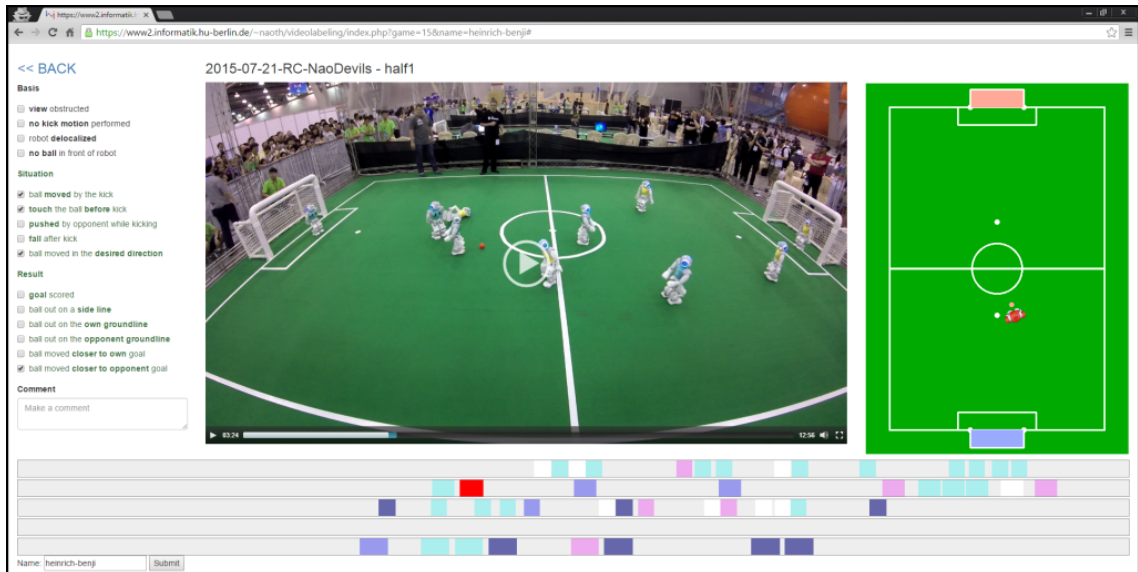 https://www2.informatik.h
https://www2.informatik.hu-berlin.de/~naoth/videolabeling/index.php?game=15&name=heinrich-benji#
<< BACK
2015-07-21-RC-NaoDevils - half1
Basis
view obstructed
no kick motion performed
robot delocalized
no ball in front of robot
Situation
ball moved by the kick
touch the ball before kick
pushed by opponent while kicking
fall after kick
ball moved in the desired direction
Result
goal scored
ball out on a side line
ball out on the own groundline
ball out on the opponent groundline
ball moved closer to own goal
ball moved closer to opponent goal
Comment
Make a comment
03:24
12:56
Name: heinrich-benji Submit